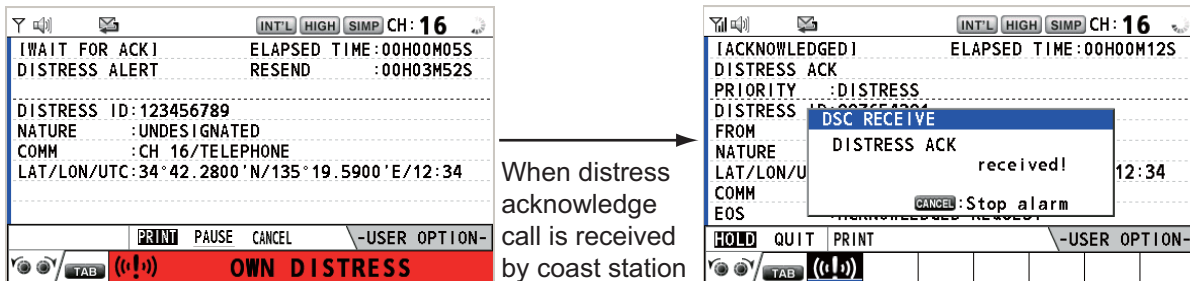 INT'L HIGH SIMP CH: 16
[WAIT FOR ACK] ELAPSED TIME:00H00M05S
DISTRESS ALERT RESEND :00H03M52S
DISTRESS ID:123456789
NATURE :UNDESIGNATED
COMM :CH 16/TELEPHONE
LAT/LON/UTC:34°42.2800'N/135°19.5900'E/12:34
PRINT PAUSE CANCEL -USER OPTION-
TAB OWN DISTRESS
When distress
acknowledge
call is received
by coast station
INT'L HIGH SIMP CH: 16
[ACKNOWLEDGED] ELAPSED TIME:00H00M12S
DISTRESS ACK
PRIORITY :DISTRESS
DISTRESS
FROM
NATURE
LAT/LON/U 12:34
COMM
EOS
DSC RECEIVE
DISTRESS ACK
received!
CANCEL:Stop alarm
HOLD QUIT PRINT -USER OPTION-
TAB